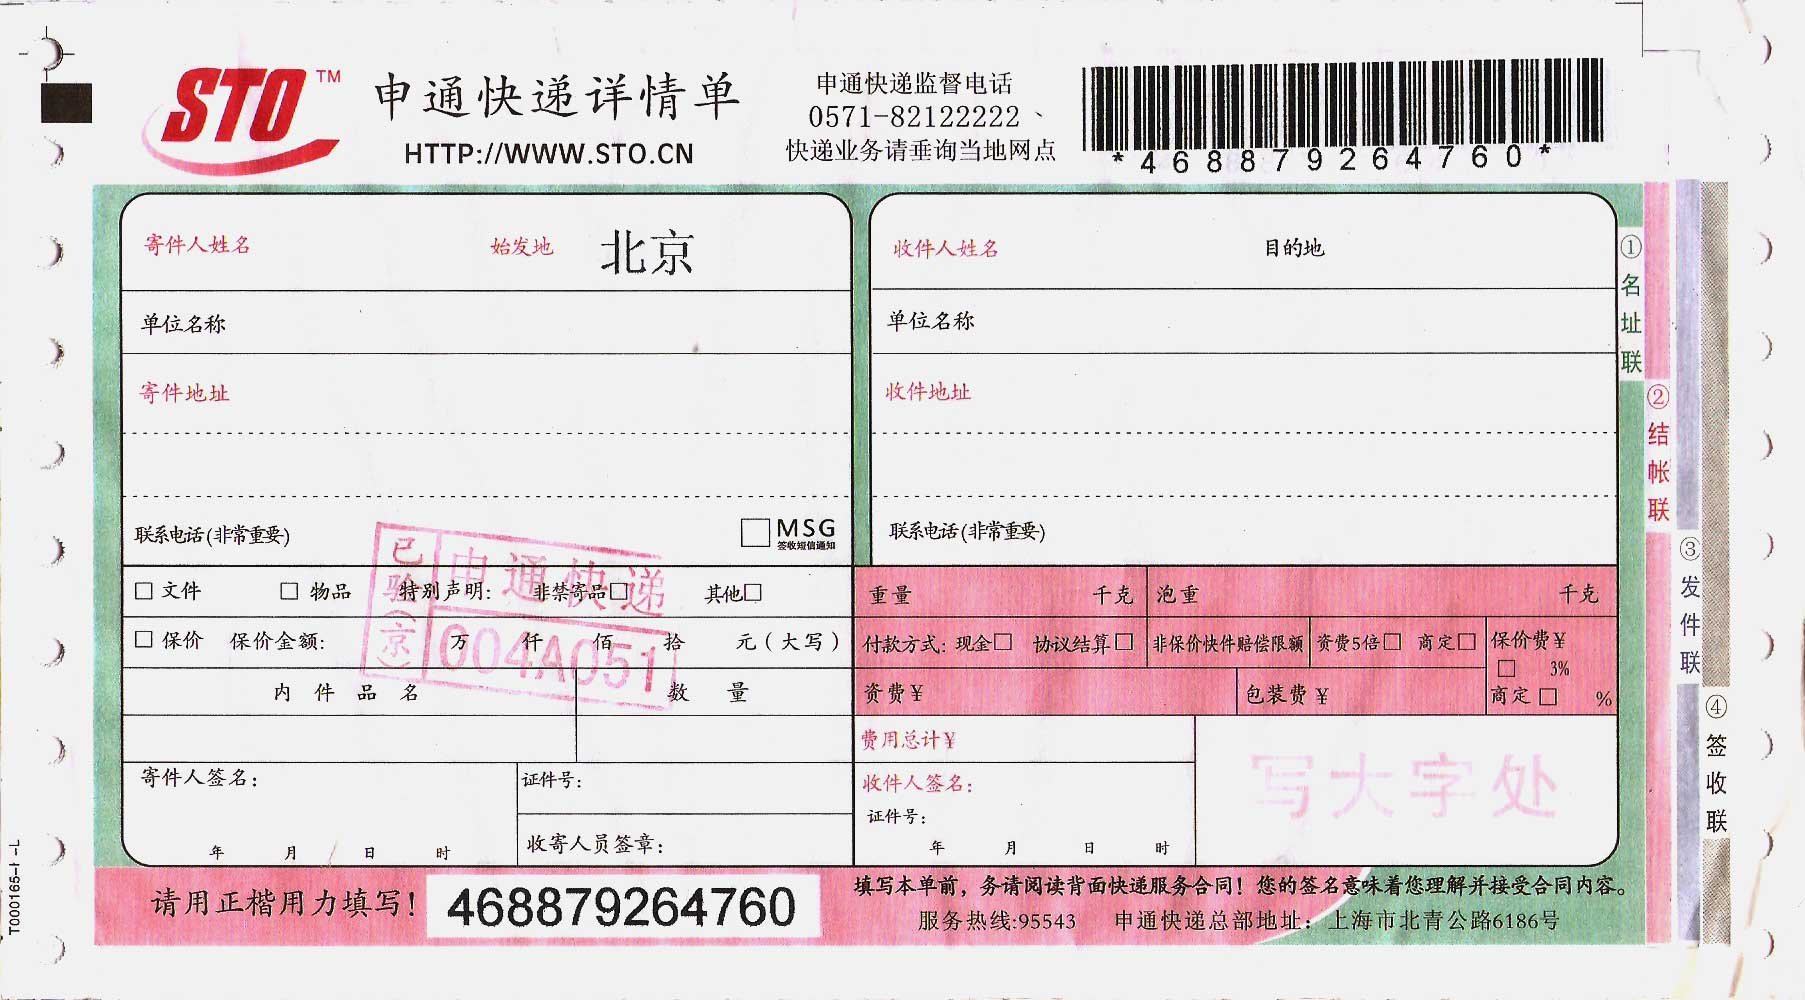 STO™ 申通快递详情单
HTTP://WWW.STO.CN
申通快递监督电话
0571-82122222、
快递业务请垂询当地网点
*468879264760*
寄件人姓名 始发地 北京
单位名称
寄件地址
联系电话(非常重要) MSG
签收短信通知
收件人姓名 目的地
单位名称
收件地址
联系电话(非常重要)
文件 物品 特别声明: 非禁寄品 其他
保价 保价金额: 万 仟 佰 拾 元(大写)
内件品名 数量
寄件人签名:
年 月 日 时
证件号:
收寄人员签章:
已验(京)
申通快递
004A051
重量 千克 泡重 千克
付款方式: 现金 协议结算 非保价快件赔偿限额 资费5倍 商定 保价费¥
3%
资费¥ 包装费¥ 商定 %
费用总计¥
收件人签名:
证件号:
年 月 日 时
写大字处
①名址联
②结帐联
③发件联
④签收联
请用正楷用力填写! 468879264760
填写本单前,务请阅读背面快递服务合同!您的签名意味着您理解并接受合同内容。
服务热线:95543 申通快递总部地址:上海市北青公路6186号
T000165-I-L